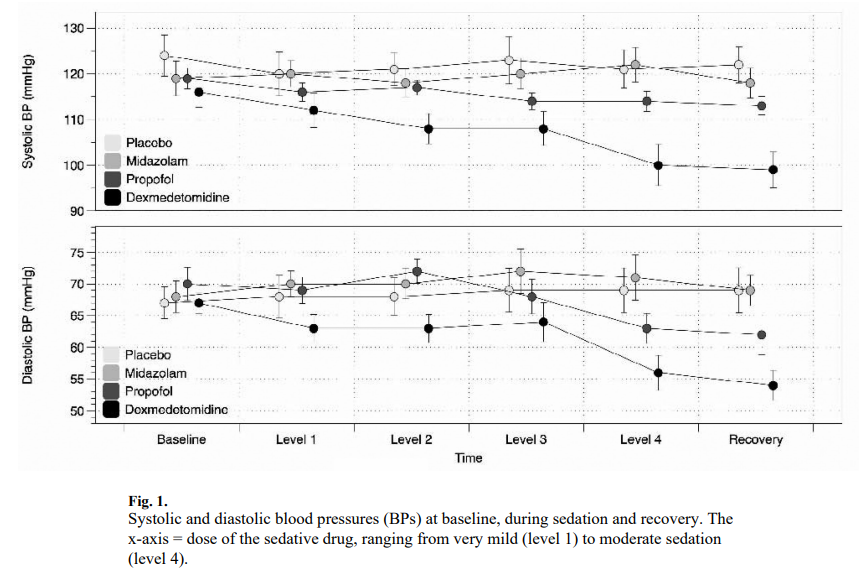 130
120
110
100
90
Systolic BP (mmHg)
Placebo
Midazolam
Propofol
Dexmedetomidine
75
70
65
60
55
50
Diastolic BP (mmHg)
Placebo
Midazolam
Propofol
Dexmedetomidine
Baseline Level 1 Level 2 Level 3 Level 4 Recovery
Time
Fig. 1.
Systolic and diastolic blood pressures (BPs) at baseline, during sedation and recovery. The
x-axis = dose of the sedative drug, ranging from very mild (level 1) to moderate sedation
(level 4).